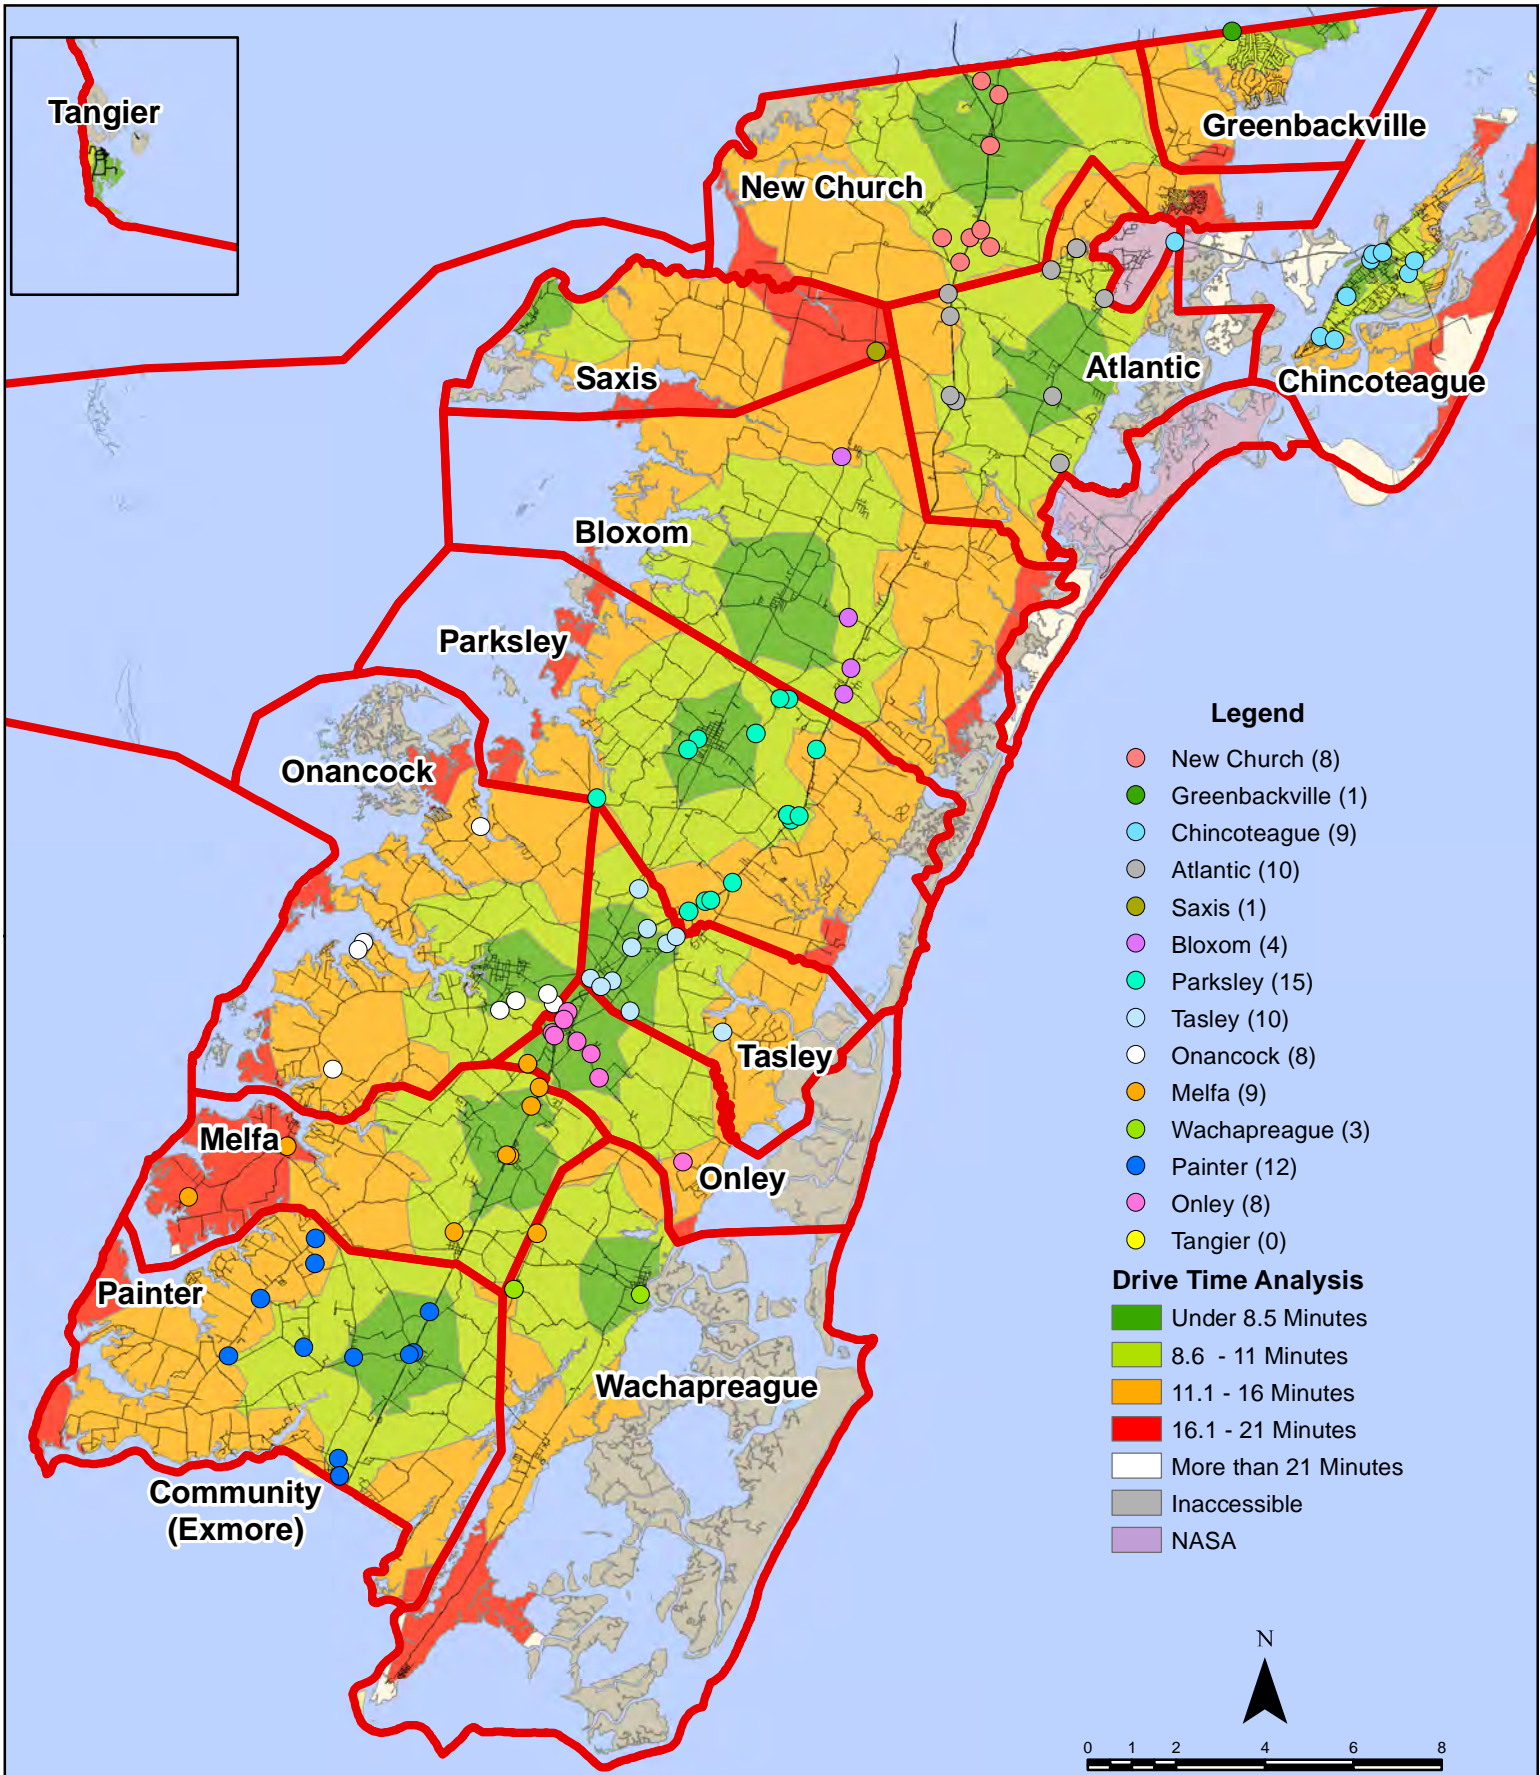 Tangier
Greenbackville
New Church
Saxis
Atlantic
Chincoteague
Bloxom
Parksley
Onancock
Tasley
Melfa
Onley
Painter
Wachapreague
Community
(Exmore)
Legend
New Church (8)
Greenbackville (1)
Chincoteague (9)
Atlantic (10)
Saxis (1)
Bloxom (4)
Parksley (15)
Tasley (10)
Onancock (8)
Melfa (9)
Wachapreague (3)
Painter (12)
Onley (8)
Tangier (0)
Drive Time Analysis
Under 8.5 Minutes
8.6 - 11 Minutes
11.1 - 16 Minutes
16.1 - 21 Minutes
More than 21 Minutes
Inaccessible
NASA
N
0 1 2 4 6 8